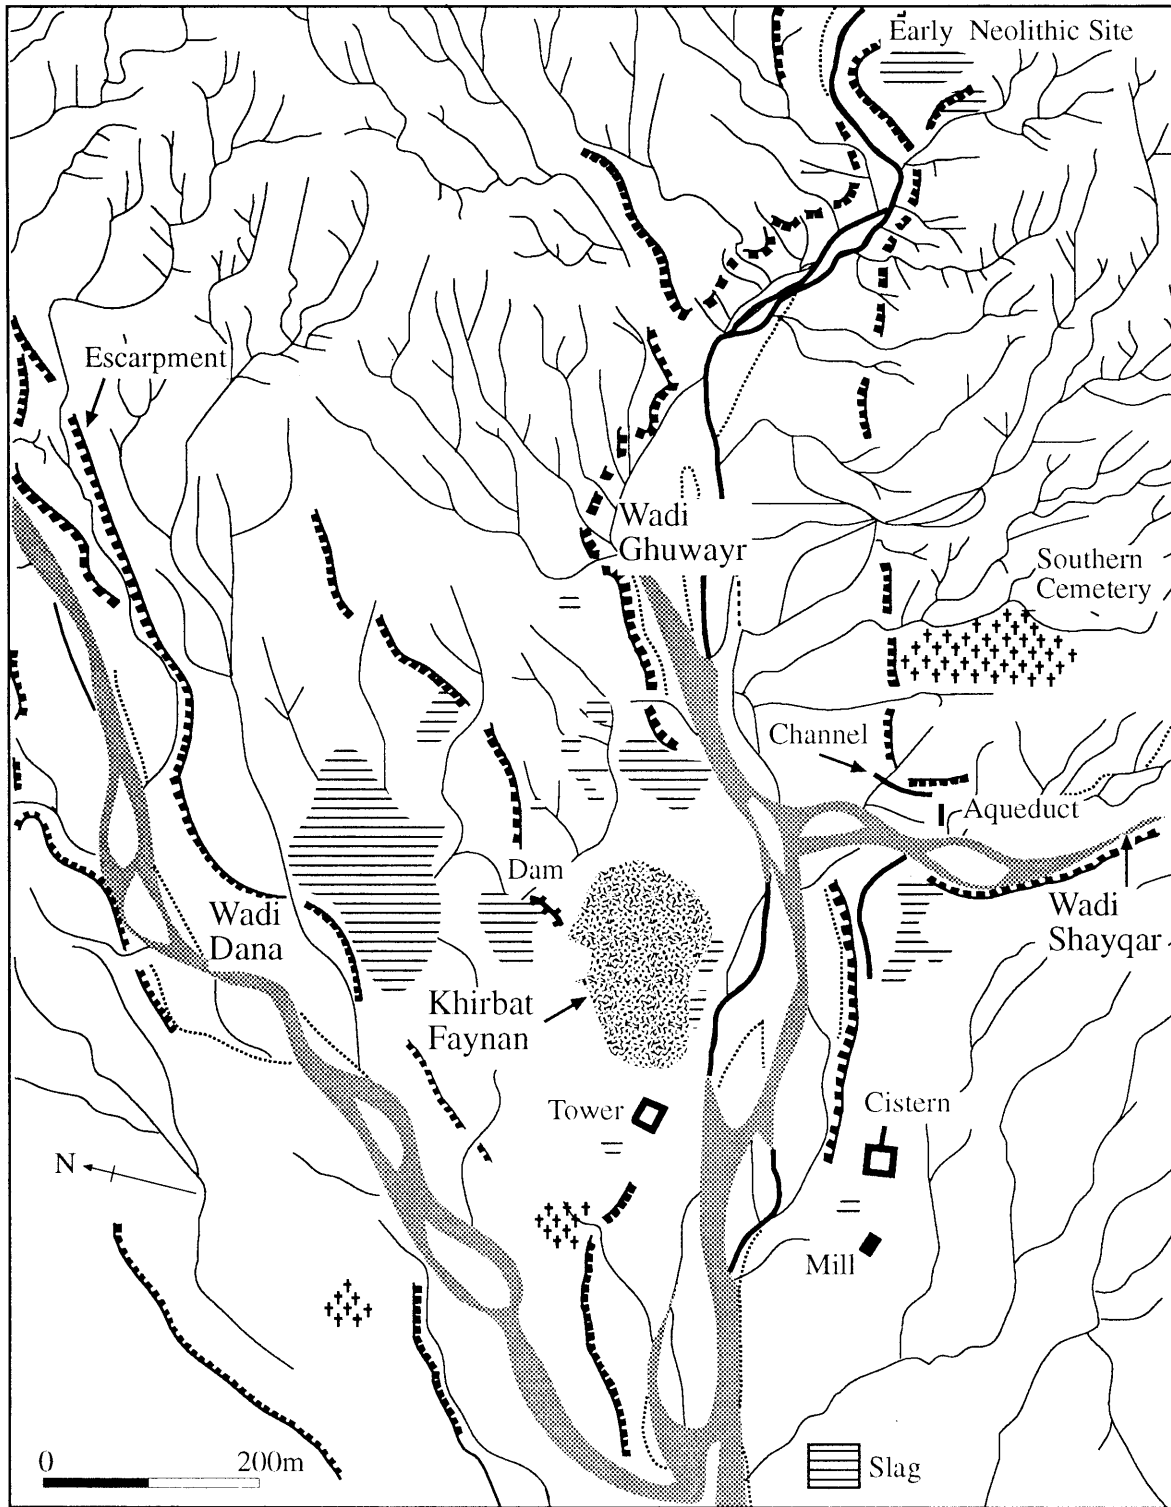 Early Neolithic Site
Escarpment
Wadi
Ghuwayr
Southern
Cemetery
Channel
Aqueduct
Dam
Wadi
Dana
Wadi
Shayqar
Khirbat
Faynan
Tower
Cistern
N
Mill
0 200m
Slag